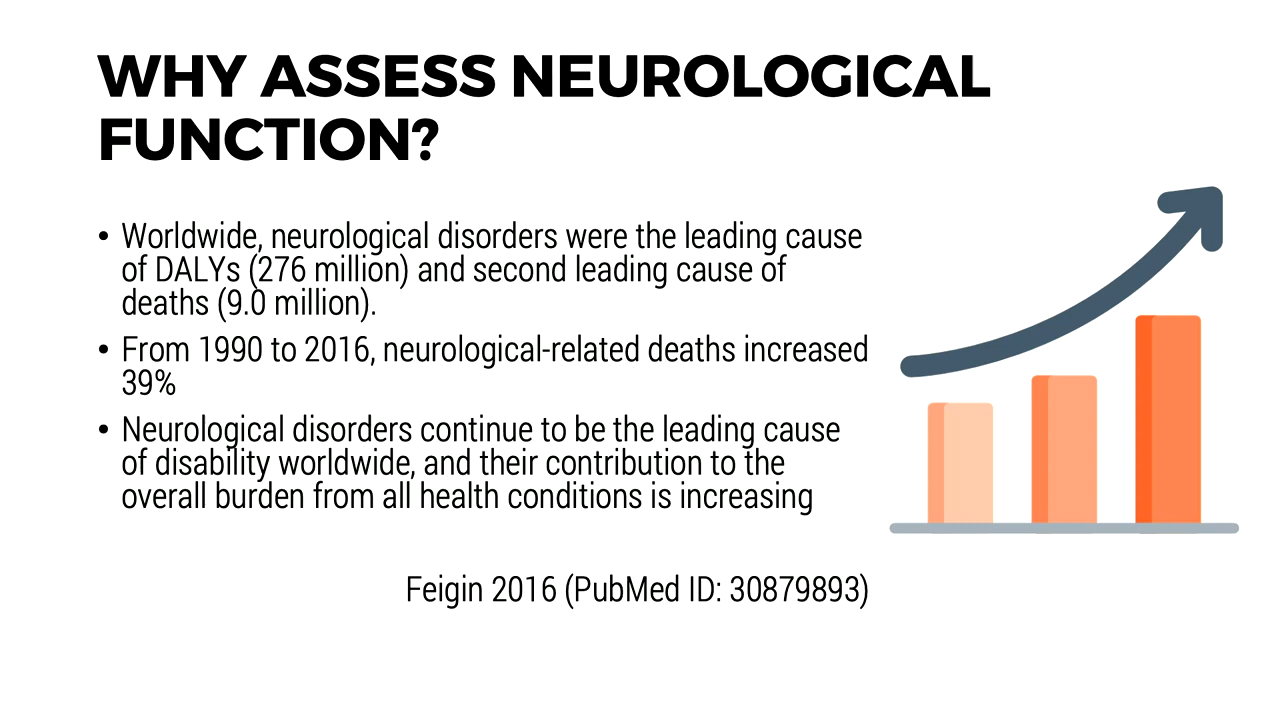 WHY ASSESS NEUROLOGICAL
FUNCTION?
• Worldwide, neurological disorders were the leading cause
of DALYs (276 million) and second leading cause of
deaths (9.0 million).
• From 1990 to 2016, neurological-related deaths increased
39%
• Neurological disorders continue to be the leading cause
of disability worldwide, and their contribution to the
overall burden from all health conditions is increasing
Feigin 2016 (PubMed ID: 30879893)